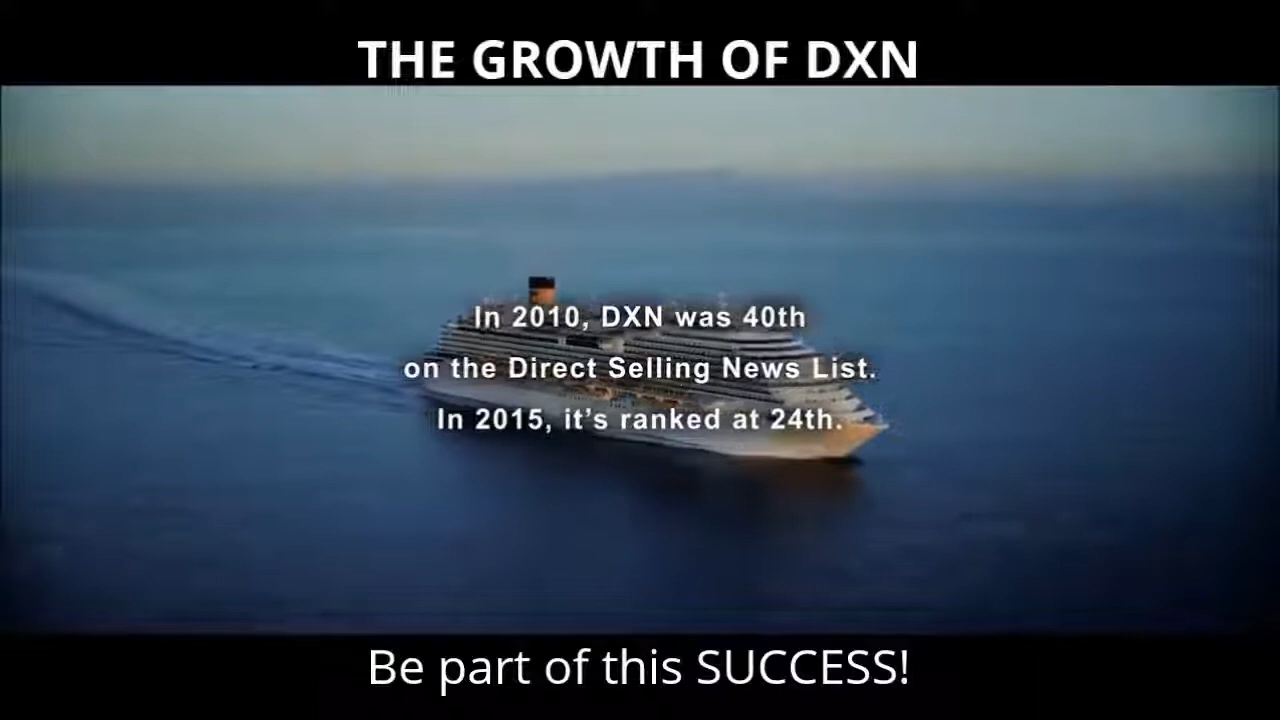 THE GROWTH OF DXN
In 2010, DXN was 40th
on the Direct Selling News List.
In 2015, it’s ranked at 24th.
Be part of this SUCCESS!